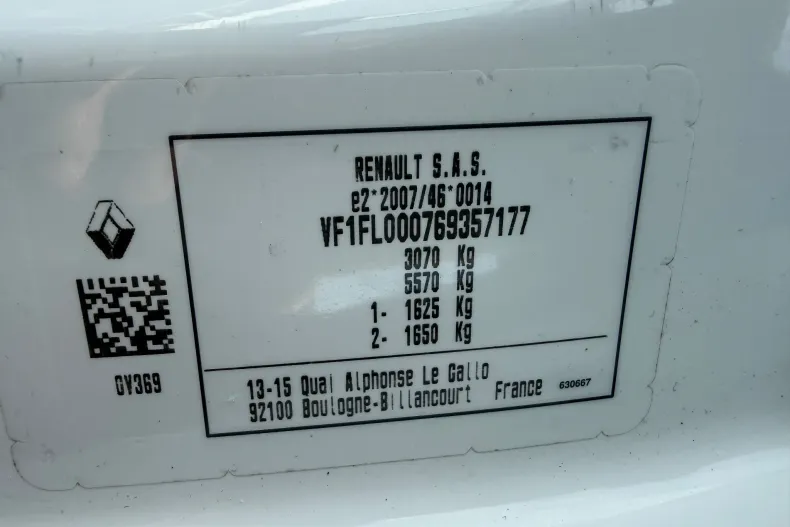 RENAULT S.A.S.
e2*2007/46*0014
VF1FL000769357177
3070 Kg
5570 Kg
1- 1625 Kg
2- 1650 Kg
0V369
13-15 Quai Alphonse Le Gallo
92100 Boulogne-Billancourt France 630667